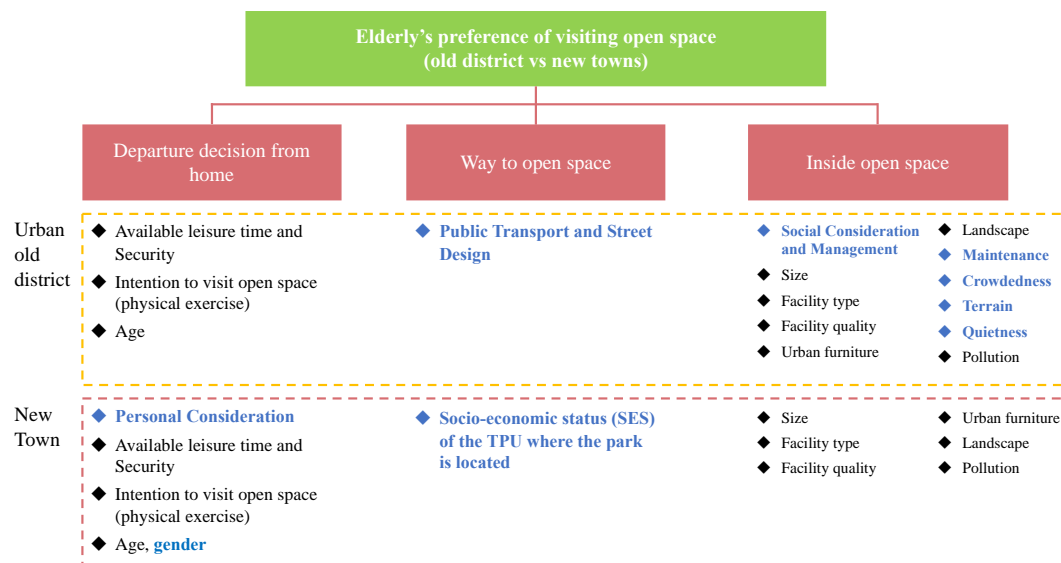 Elderly's preference of visiting open space
(old district vs new towns)
Departure decision from
home
Way to open space
Inside open space
Urban
old
district
Available leisure time and
Security
Intention to visit open space
(physical exercise)
Age
Public Transport and Street
Design
Social Consideration
and Management
Size
Facility type
Facility quality
Urban furniture
Landscape
Maintenance
Crowdedness
Terrain
Quietness
Pollution
New
Town
Personal Consideration
Available leisure time and
Security
Intention to visit open space
(physical exercise)
Age, gender
Socio-economic status (SES)
of the TPU where the park
is located
Size
Facility type
Facility quality
Urban furniture
Landscape
Pollution